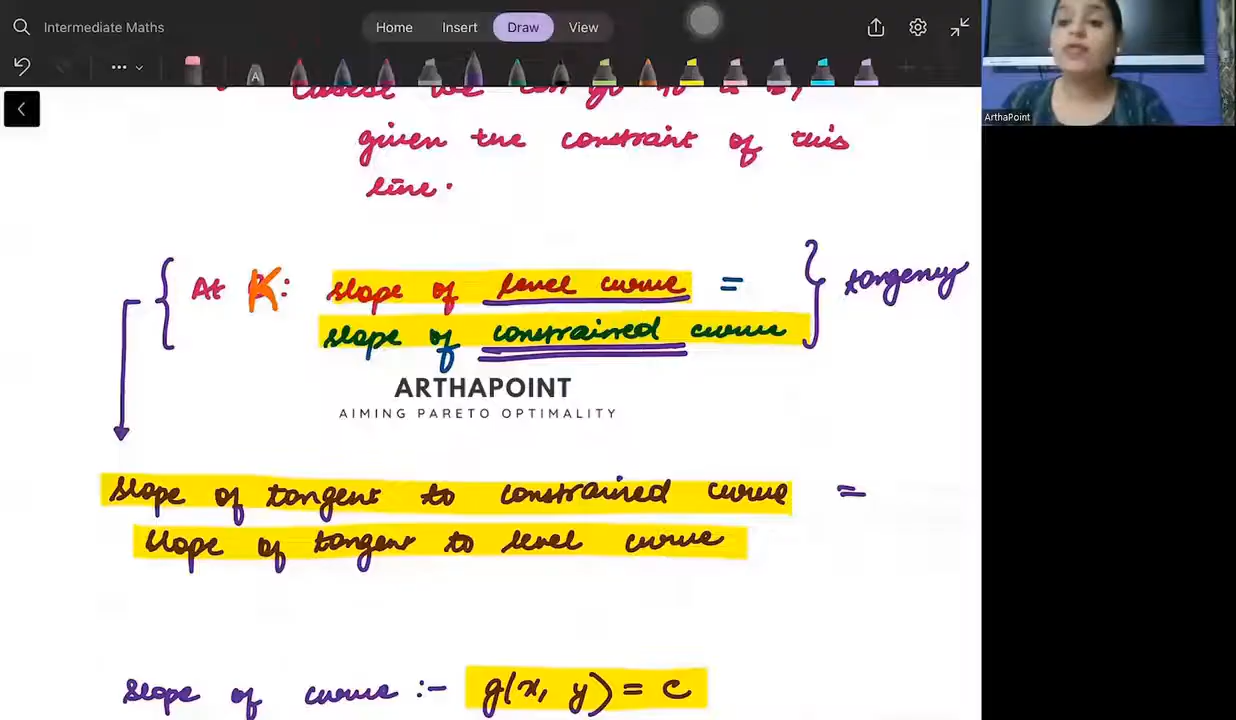 Intermediate Maths
Home Insert Draw View
A
ArthaPoint
given the constraint of this
line.
At K: slope of level curve =
slope of constrained curve
tangency
ARTHAPOINT
AIMING PARETO OPTIMALITY
slope of tangent to constrained curve =
slope of tangent to level curve
slope of curve :- g(x, y) = c